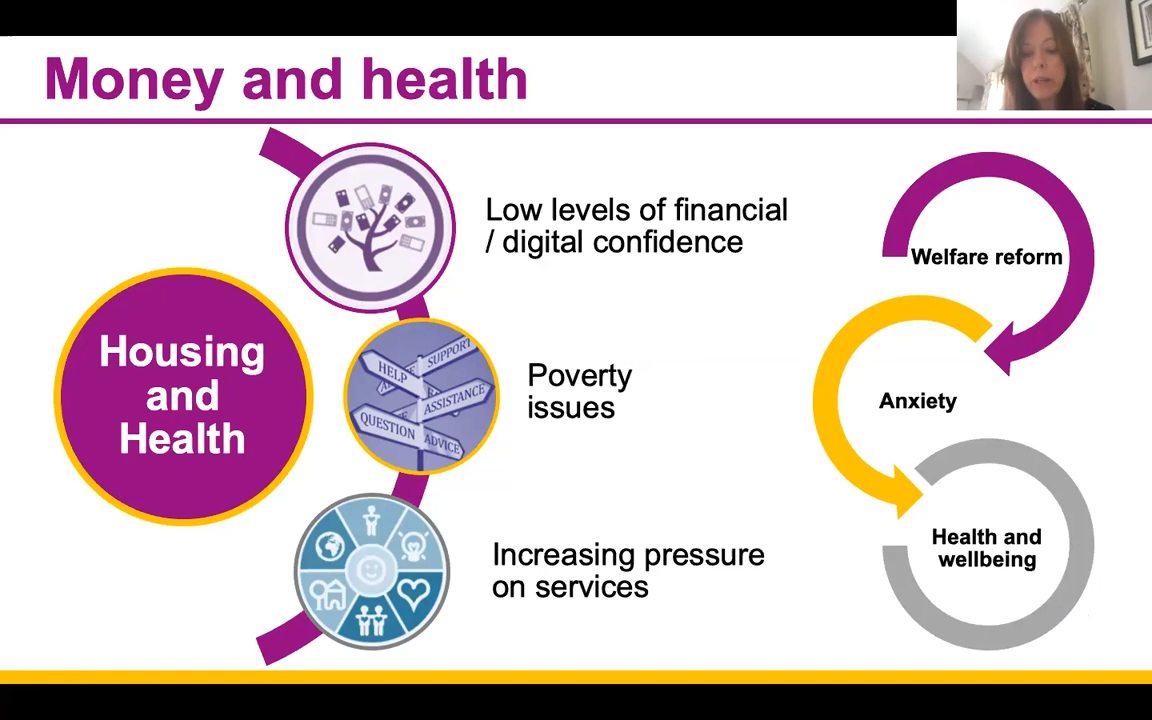 Money and health
Low levels of financial
/ digital confidence
Welfare reform
Housing
and
Health
SUPPORT
HELP
ASSISTANCE
QUESTION
ADVICE
Poverty
issues
Anxiety
Increasing pressure
on services
Health and
wellbeing